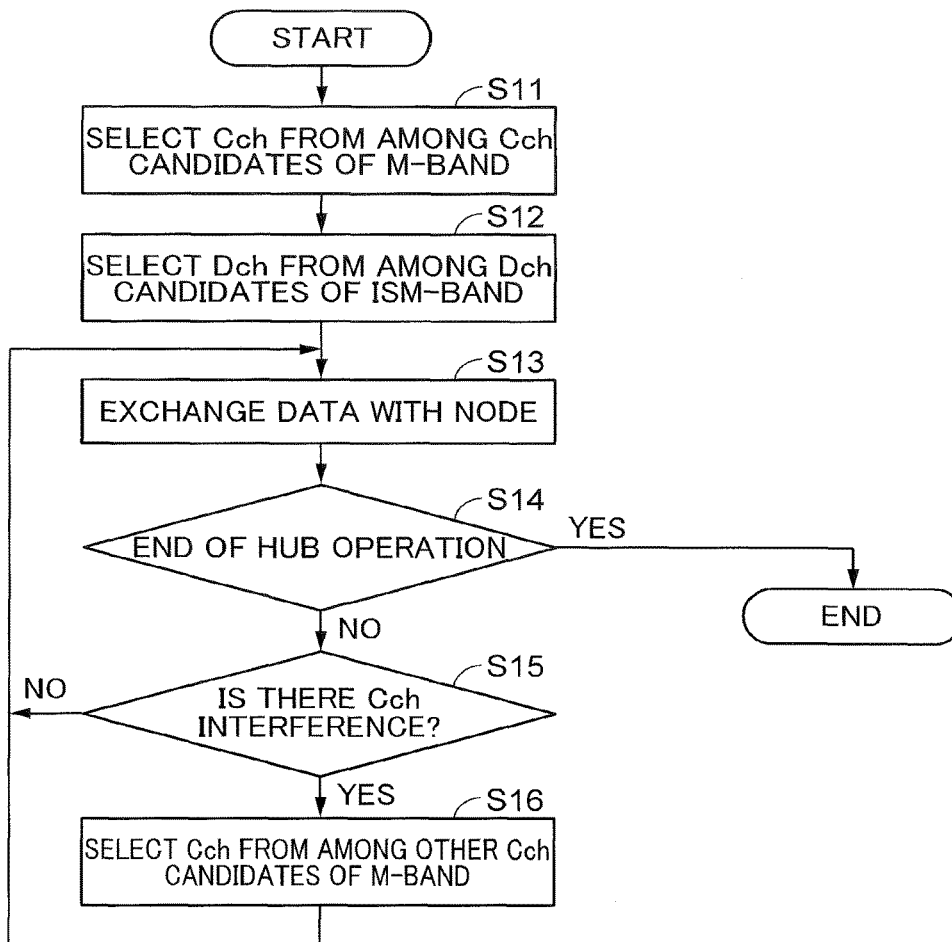 START
S11
SELECT Cch FROM AMONG Cch
CANDIDATES OF M-BAND
S12
SELECT Dch FROM AMONG Dch
CANDIDATES OF ISM-BAND
S13
EXCHANGE DATA WITH NODE
S14
END OF HUB OPERATION
YES
END
NO
S15
IS THERE Cch
INTERFERENCE?
NO
YES
S16
SELECT Cch FROM AMONG OTHER Cch
CANDIDATES OF M-BAND